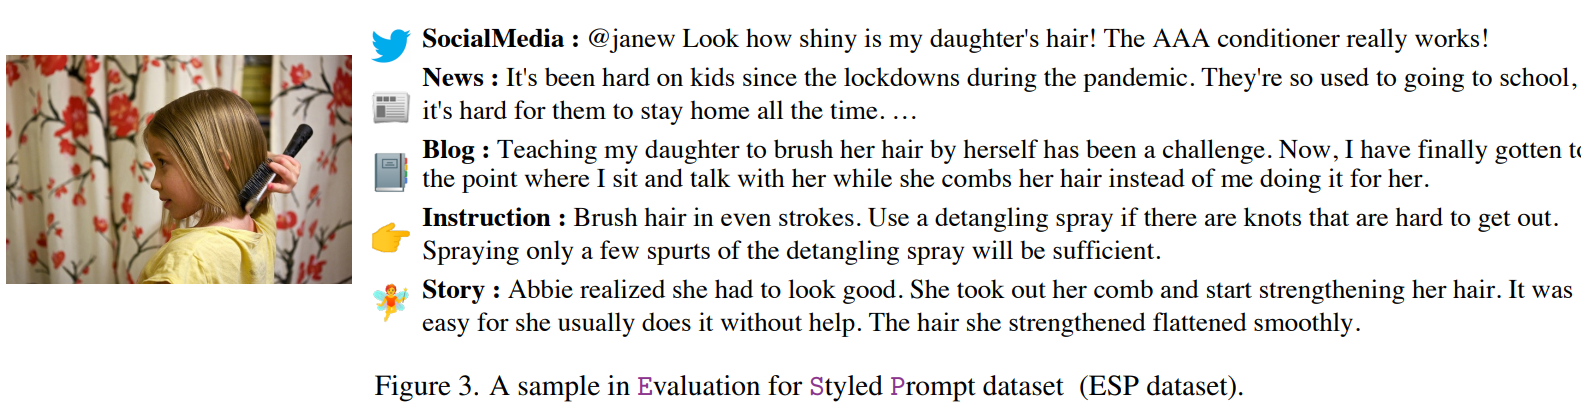 SocialMedia : @janew Look how shiny is my daughter's hair! The AAA conditioner really works!
News : It's been hard on kids since the lockdowns during the pandemic. They're so used to going to school,
it's hard for them to stay home all the time. …
Blog : Teaching my daughter to brush her hair by herself has been a challenge. Now, I have finally gotten to
the point where I sit and talk with her while she combs her hair instead of me doing it for her.
Instruction : Brush hair in even strokes. Use a detangling spray if there are knots that are hard to get out.
Spraying only a few spurts of the detangling spray will be sufficient.
Story : Abbie realized she had to look good. She took out her comb and start strengthening her hair. It was
easy for she usually does it without help. The hair she strengthened flattened smoothly.
Figure 3. A sample in Evaluation for Styled Prompt dataset (ESP dataset).